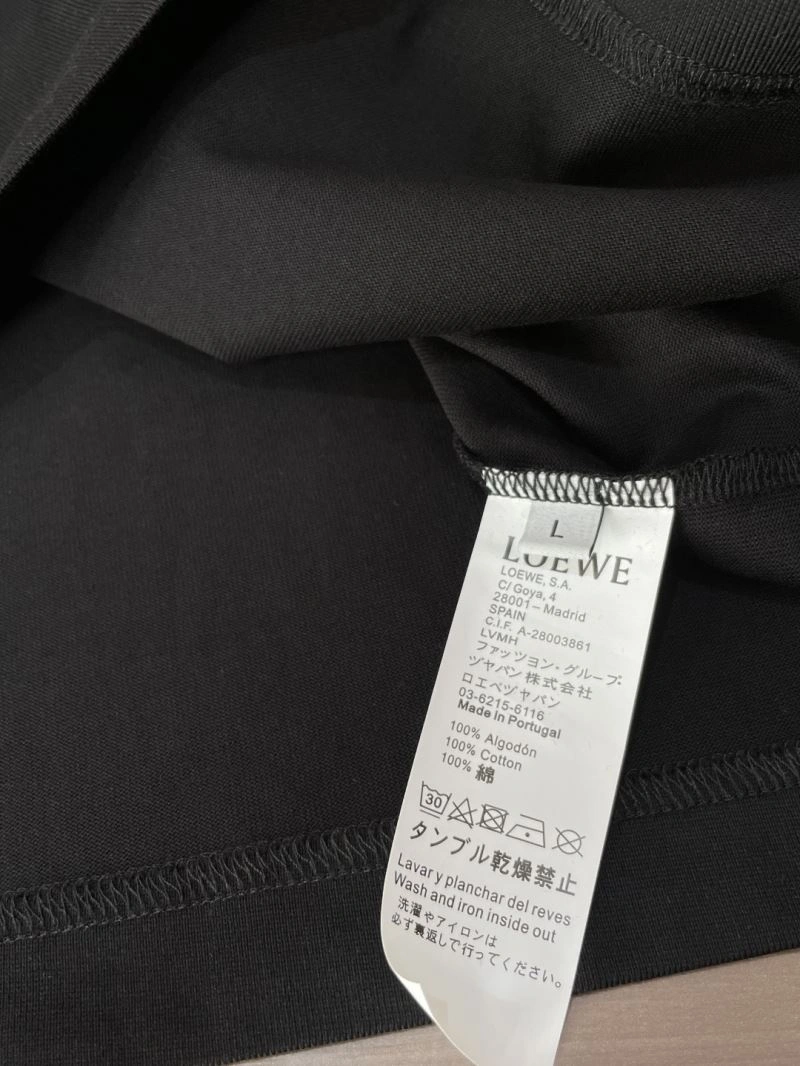 L
LOEWE
LOEWE, S.A.
C/ Goya, 4
28001 – Madrid
SPAIN
C.I.F. A-28003861
LVMH
ファッツヨン・グループ・
ヅャパン株式会社
ロエベヅャパン
03-6215-6116
Made in Portugal
100% Algodón
100% Cotton
100% 綿
30
タンブル乾燥禁止
Lavar y planchar del reves
Wash and iron inside out
洗濯やアイロンは
必ず裏返しで行ってください。